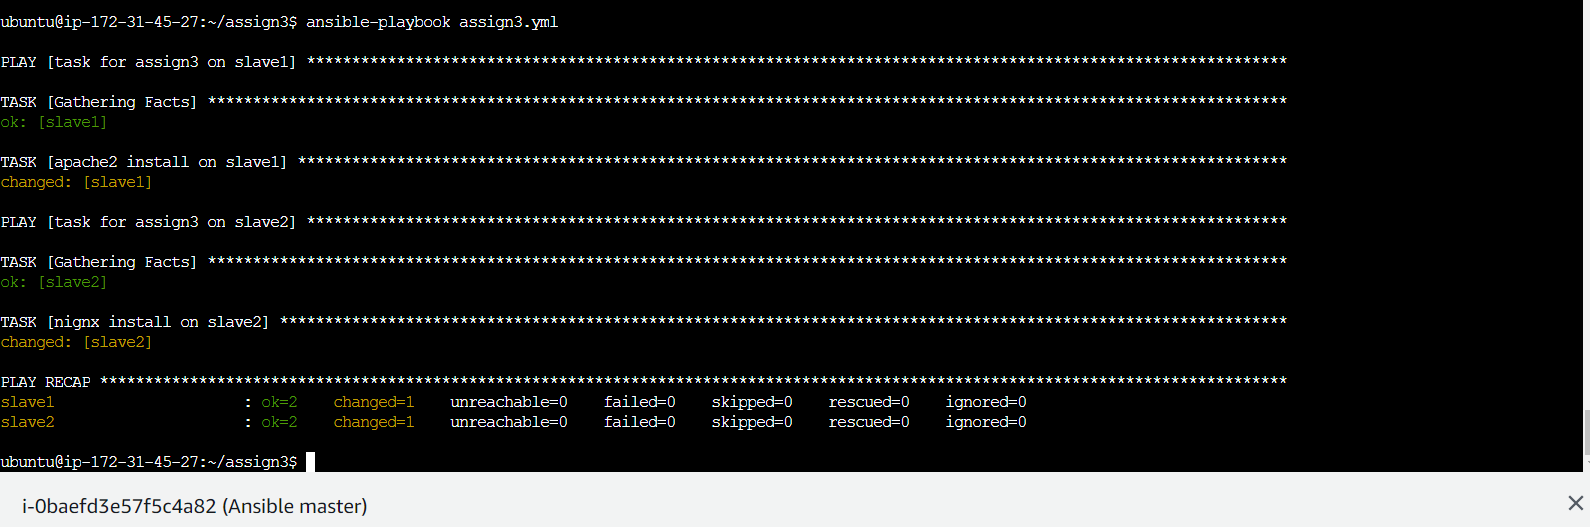 ubuntu@ip-172-31-45-27:~/assign3$ ansible-playbook assign3.yml
PLAY [task for assign3 on slave1] *************************************************************************************************************
TASK [Gathering Facts] ************************************************************************************************************************
ok: [slave1]
TASK [apache2 install on slave1] **************************************************************************************************************
changed: [slave1]
PLAY [task for assign3 on slave2] *************************************************************************************************************
TASK [Gathering Facts] ************************************************************************************************************************
ok: [slave2]
TASK [nignx install on slave2] ****************************************************************************************************************
changed: [slave2]
PLAY RECAP ************************************************************************************************************************************
slave1                     : ok=2    changed=1    unreachable=0    failed=0    skipped=0    rescued=0    ignored=0
slave2                     : ok=2    changed=1    unreachable=0    failed=0    skipped=0    rescued=0    ignored=0
ubuntu@ip-172-31-45-27:~/assign3$
i-0baefd3e57f5c4a82 (Ansible master)